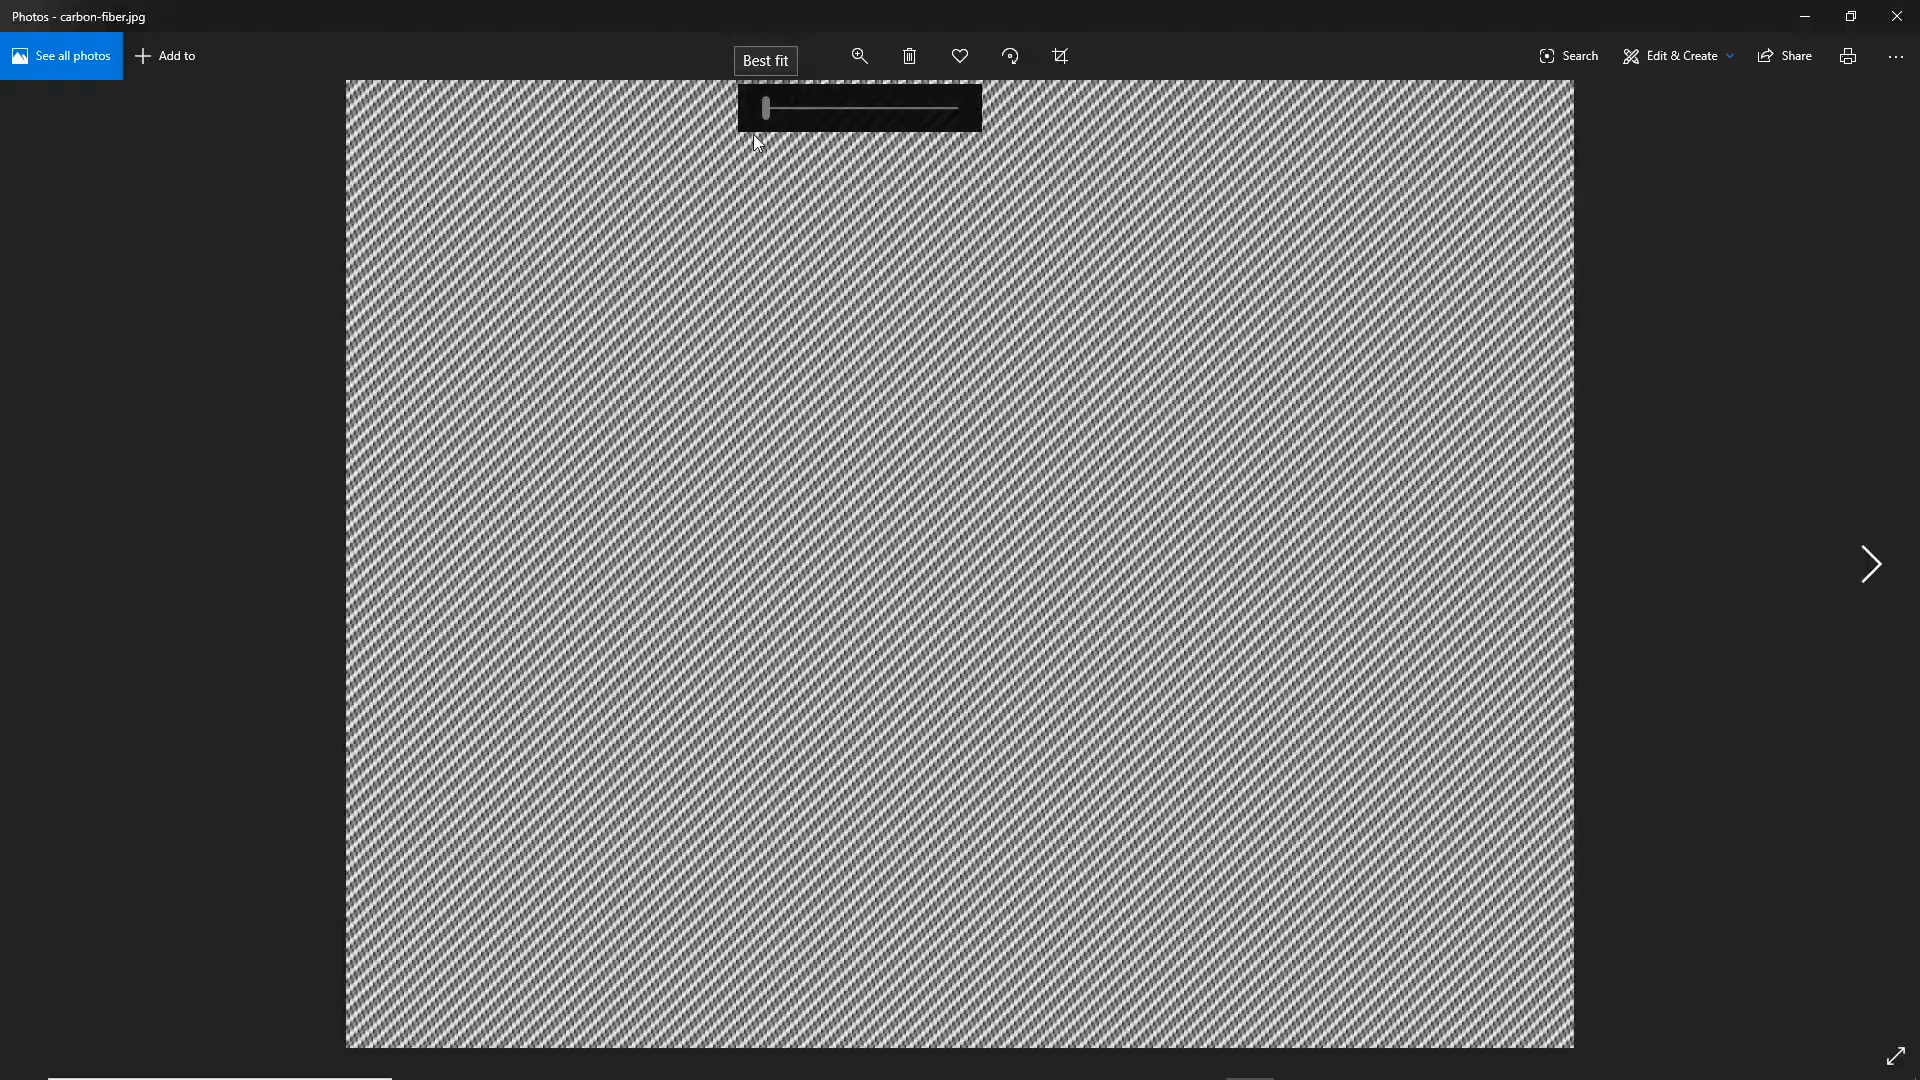 Photos - carbon-fiber.jpg
See all photos
Add to
Best fit
Search
Edit & Create
Share